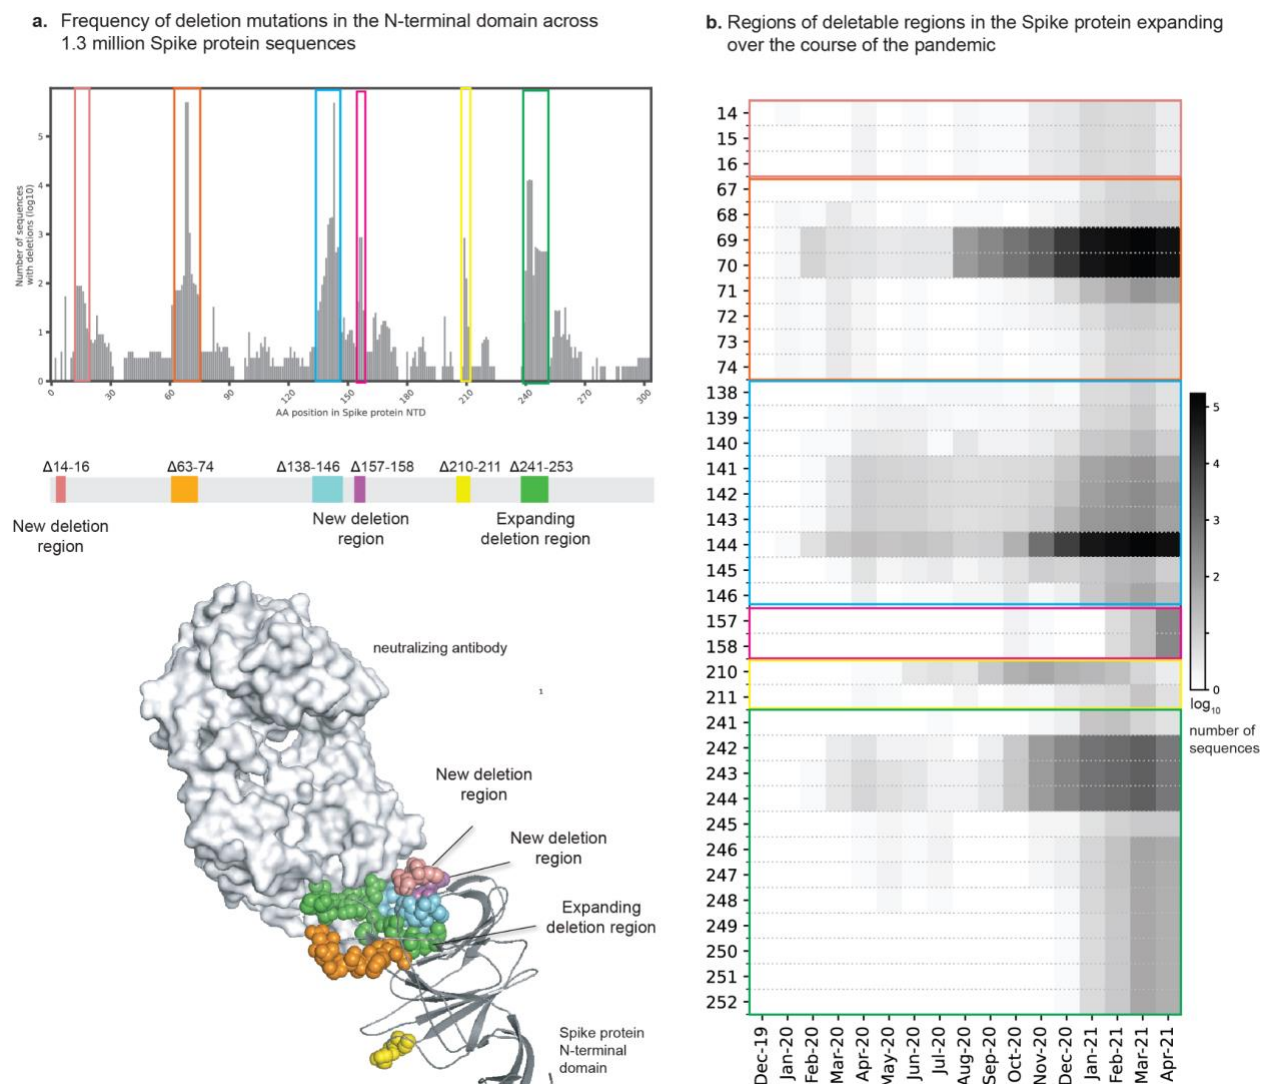 a. Frequency of deletion mutations in the N-terminal domain across
1.3 million Spike protein sequences
Number of sequences
with deletions (log10)
5
4
3
2
1
0
0
30
60
90
120
150
180
210
240
270
300
AA position in Spike protein NTD
Δ14-16
Δ63-74
Δ138-146
Δ157-158
Δ210-211
Δ241-253
New deletion
region
New deletion
region
Expanding
deletion region
neutralizing antibody
1
New deletion
region
New deletion
region
Expanding
deletion region
Spike protein
N-terminal
domain
b. Regions of deletable regions in the Spike protein expanding
over the course of the pandemic
14
15
16
67
68
69
70
71
72
73
74
138
139
140
141
142
143
144
145
146
157
158
210
211
241
242
243
244
245
246
247
248
249
250
251
252
Dec-19
Jan-20
Feb-20
Mar-20
Apr-20
May-20
Jun-20
Jul-20
Aug-20
Sep-20
Oct-20
Nov-20
Dec-20
Jan-21
Feb-21
Mar-21
Apr-21
5
4
3
2
0
log10
number of
sequences